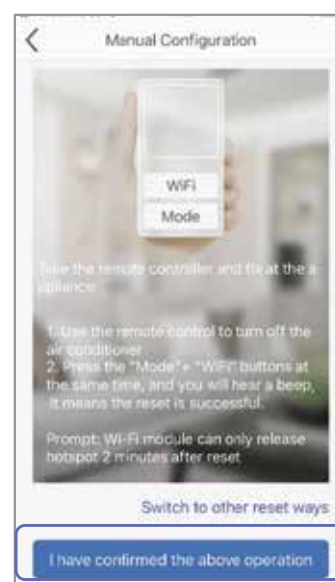 Manual Configuration
WiFi
Mode
Take the remote controller and fix at the a
ppliance
1. Use the remote control to turn off the
air conditioner
2. Press the "Mode"+ "WiFi" buttons at
the same time, and you will hear a beep,
it means the reset is successful.
Prompt: Wi-Fi module can only release
hotspot 2 minutes after reset
Switch to other reset ways
I have confirmed the above operation